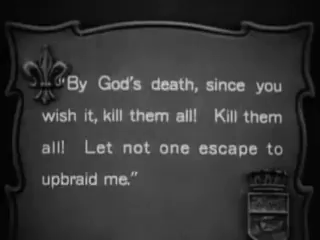 "By God's death, since you
wish it, kill them all! Kill them
all! Let not one escape to
upbraid me."